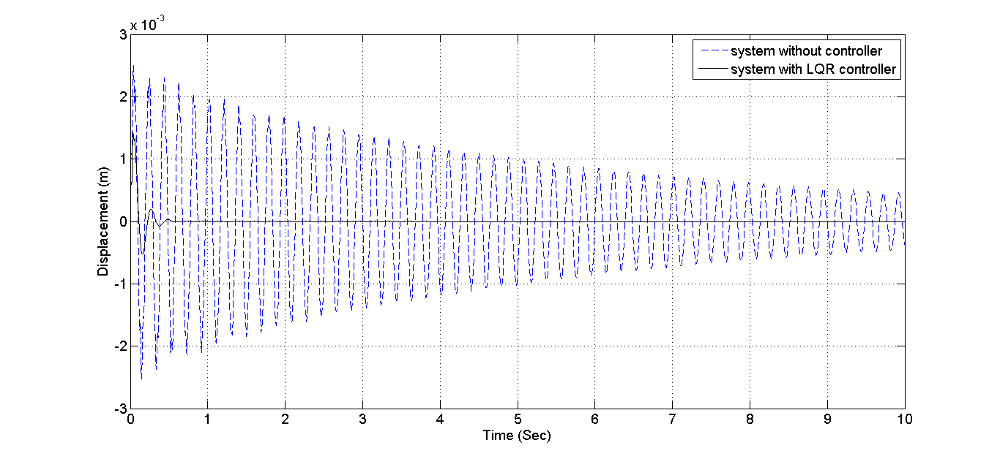 x 10^-3
3
2
1
0
-1
-2
-3
Displacement (m)
system without controller
system with LQR controller
0 1 2 3 4 5 6 7 8 9 10
Time (Sec)